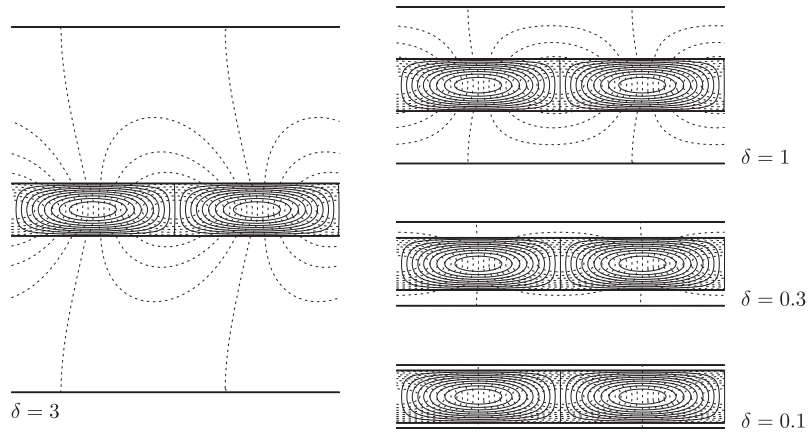 δ = 3
δ = 1
δ = 0.3
δ = 0.1